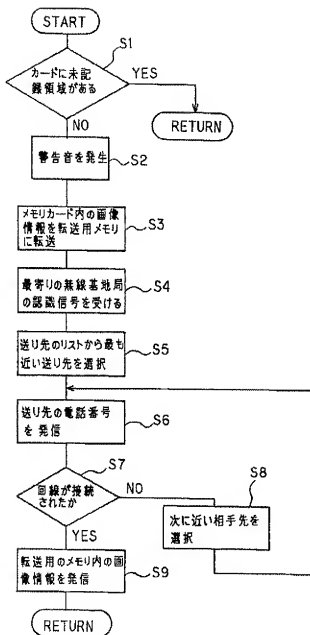 START
S1
カードに未記
録領域がある
YES
RETURN
NO
警告音を発生
S2
メモリカード内の画像
情報を転送用メモリ
に転送
S3
最寄りの無線基地局
の認識信号を受ける
S4
送り先のリストから最も
近い送り先を選択
S5
送り先の電話番号
を発信
S6
S7
回線が接続
されたか
NO
S8
次に近い相手先を
選択
YES
転送用のメモリ内の画
像情報を発信
S9
RETURN